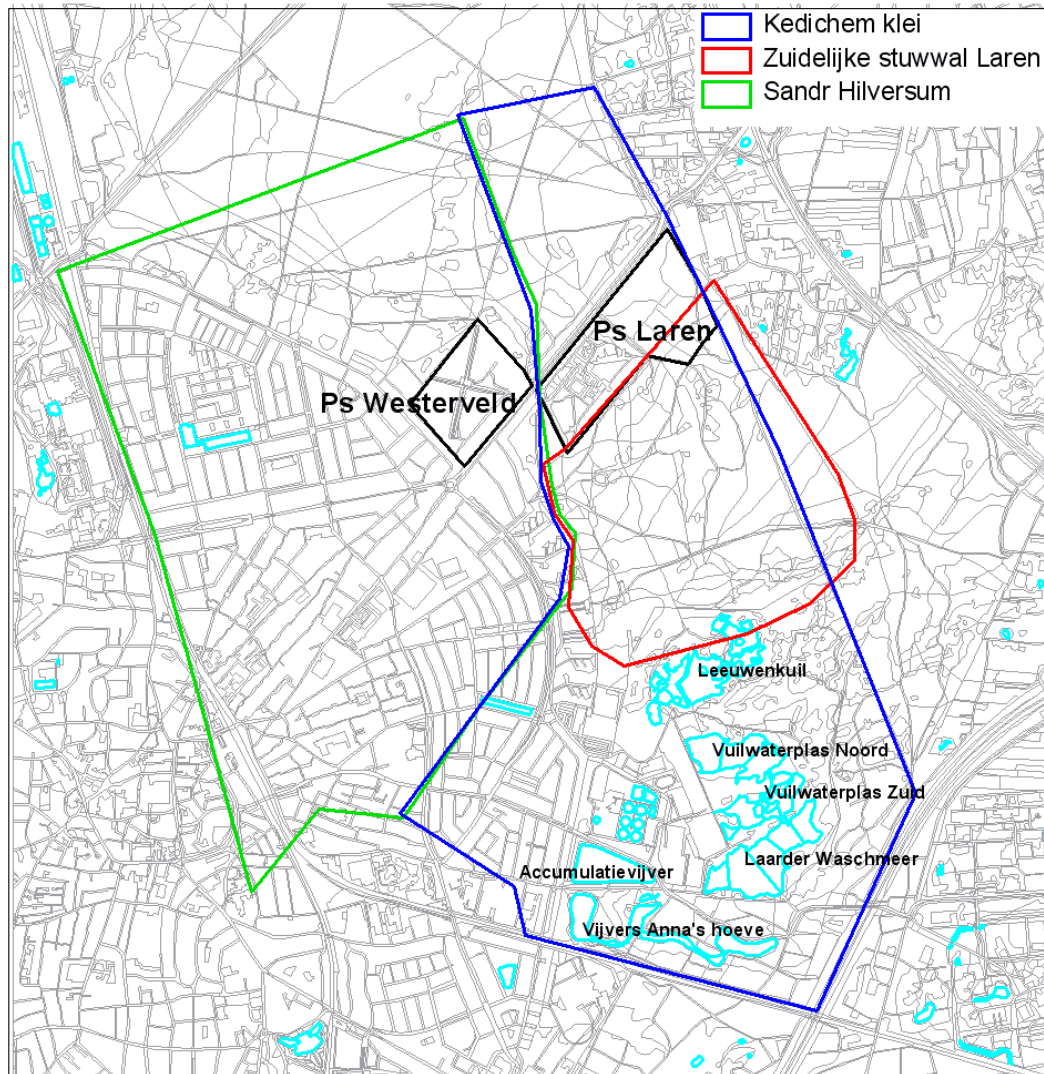 Kedichem klei
Zuidelijke stuwwal Laren
Sandr Hilversum
Ps Laren
Ps Westerveld
Leeuwenkuil
Vuilwaterplas Noord
Vuilwaterplas Zuid
Laarder Waschmeer
Accumulatievijver
Vijvers Anna's hoeve